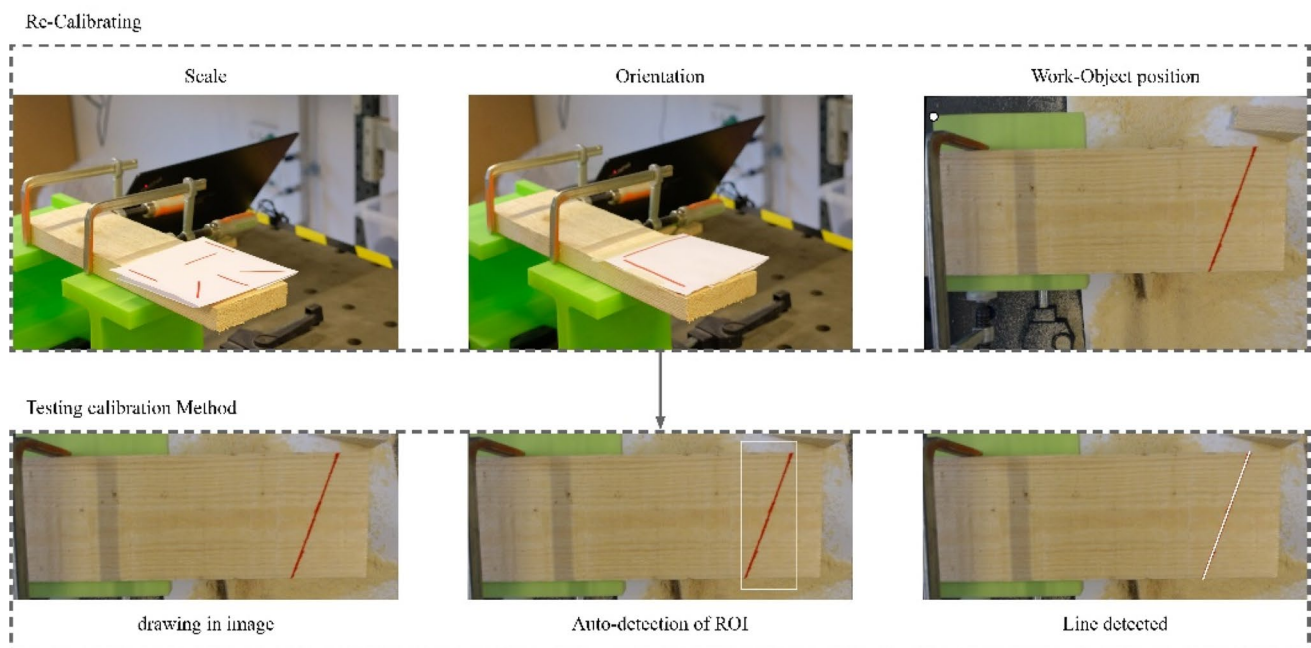 Re-Calibrating
Scale
Orientation
Work-Object position
Testing calibration Method
drawing in image
Auto-detection of ROI
Line detected